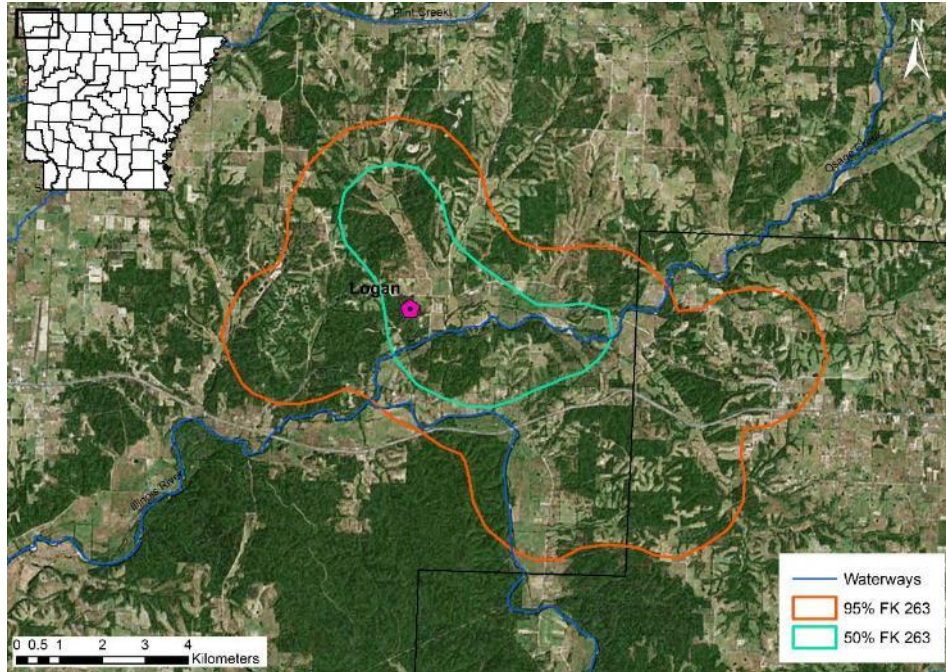 Flint Creek
N
Osage Creek
Logan
Illinois River
Waterways
95% FK 263
50% FK 263
0 0.5 1 2 3 4
Kilometers